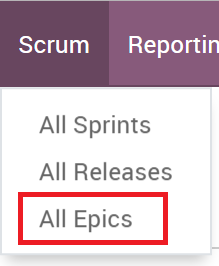 Scrum Reportin
All Sprints
All Releases
All Epics